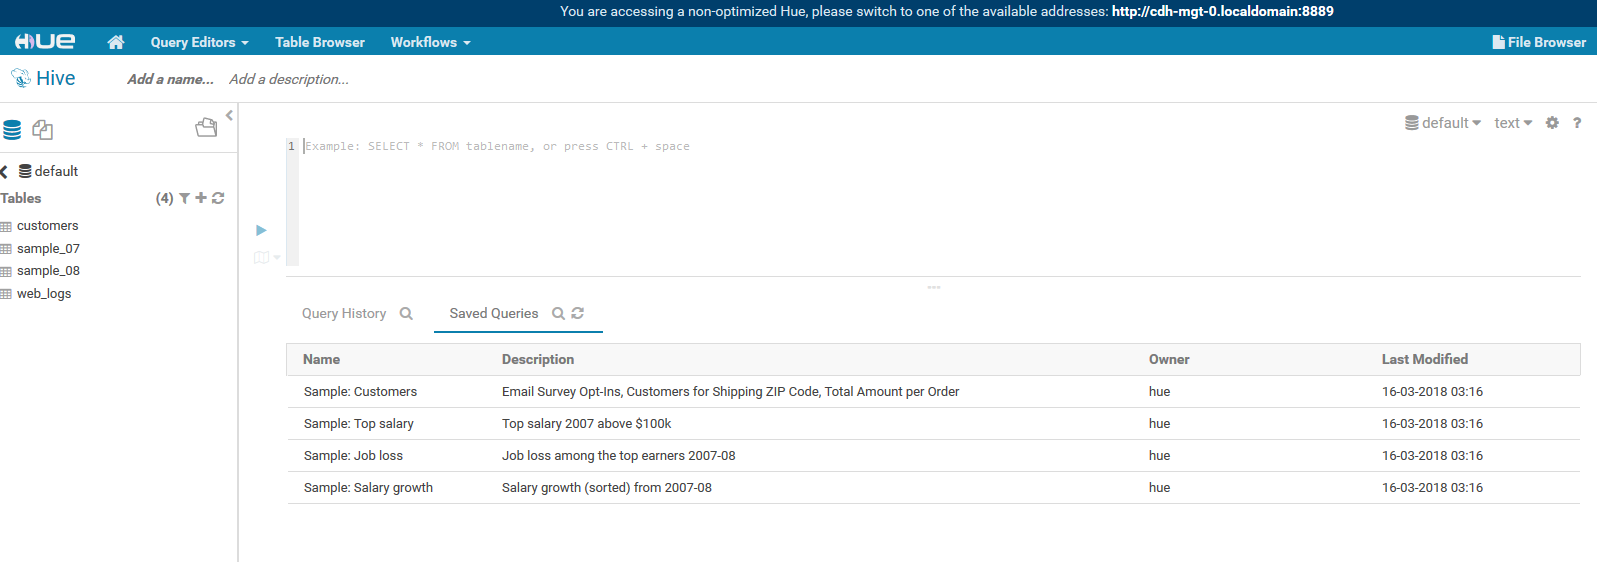 You are accessing a non-optimized Hue, please switch to one of the available addresses: http://cdh-mgt-0.localdomain:8889
HUE Query Editors Table Browser Workflows File Browser
Hive Add a name... Add a description...
default text ?
default
Tables (4)
customers
sample_07
sample_08
web_logs
1 Example: SELECT * FROM tablename, or press CTRL + space
Query History Saved Queries
Name Description Owner Last Modified
Sample: Customers Email Survey Opt-Ins, Customers for Shipping ZIP Code, Total Amount per Order hue 16-03-2018 03:16
Sample: Top salary Top salary 2007 above $100k hue 16-03-2018 03:16
Sample: Job loss Job loss among the top earners 2007-08 hue 16-03-2018 03:16
Sample: Salary growth Salary growth (sorted) from 2007-08 hue 16-03-2018 03:16